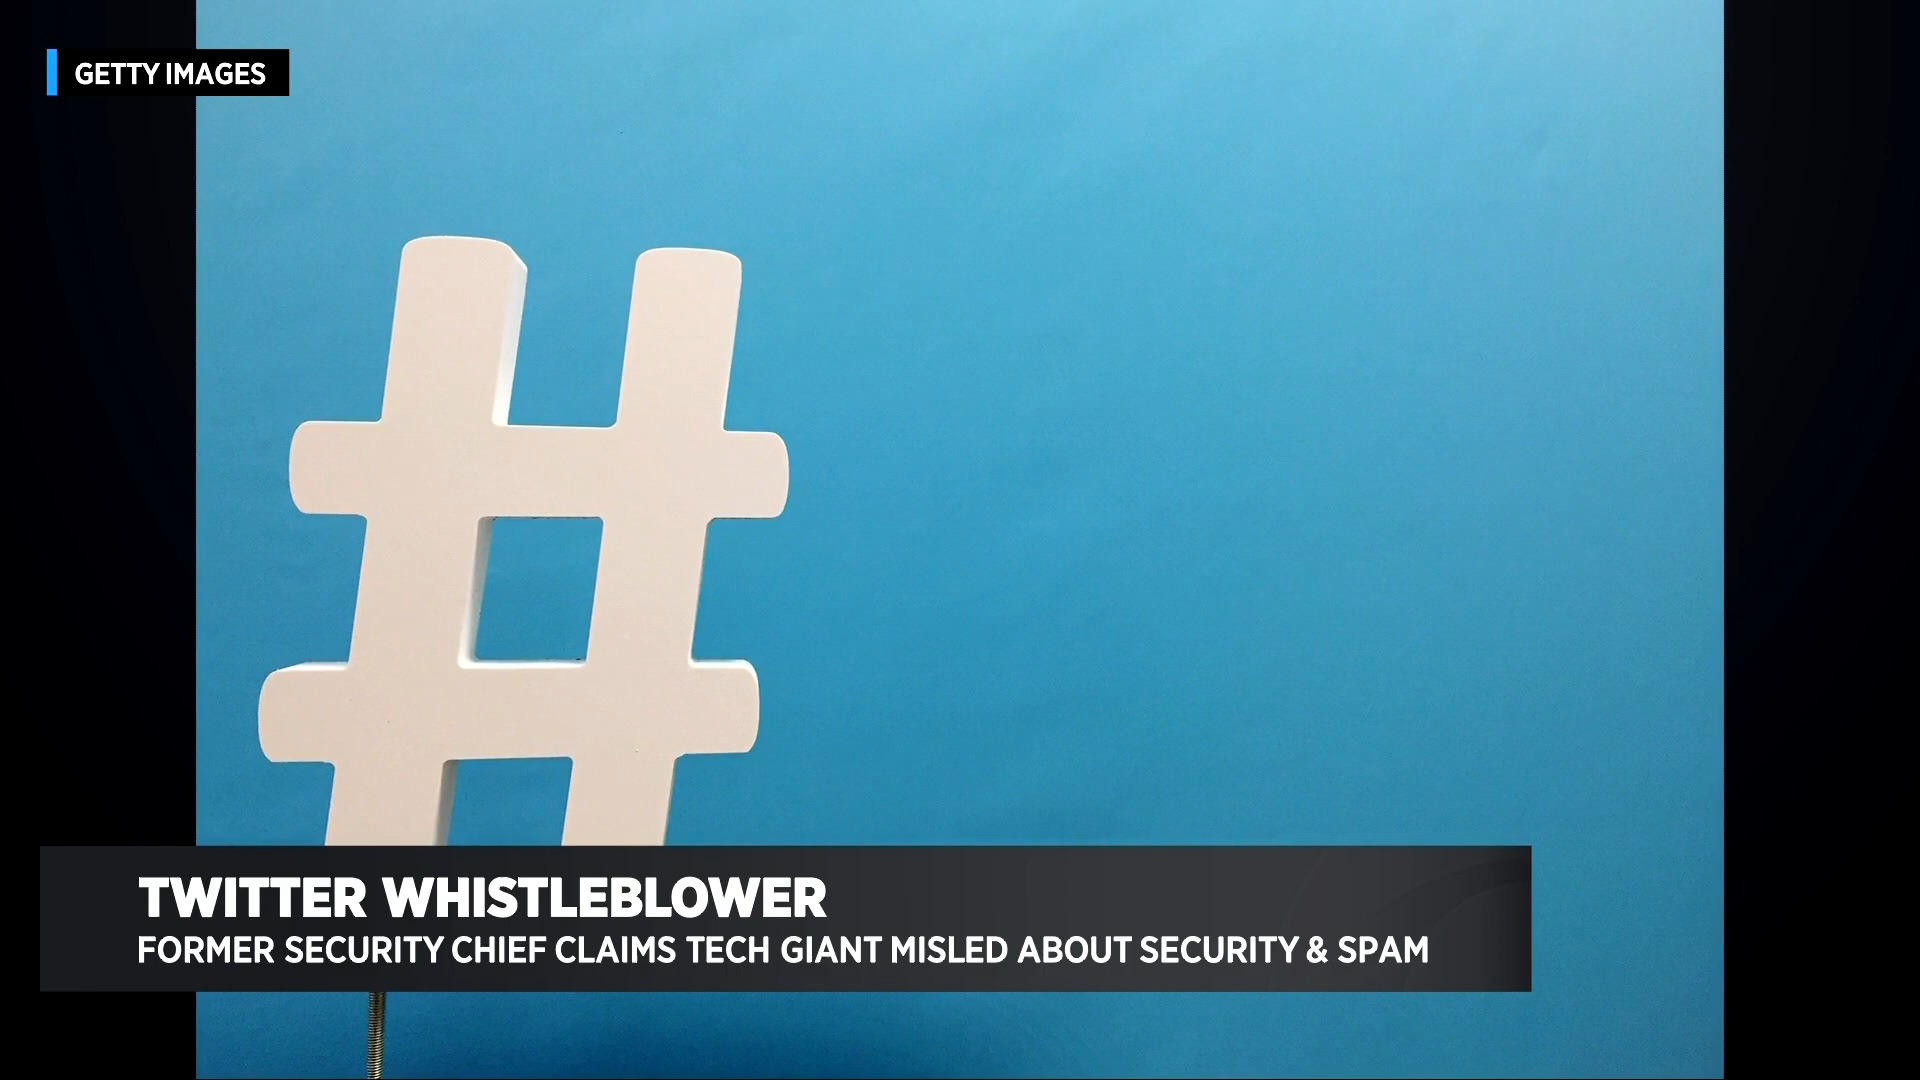 GETTY IMAGES
#
TWITTER WHISTLEBLOWER
FORMER SECURITY CHIEF CLAIMS TECH GIANT MISLED ABOUT SECURITY & SPAM